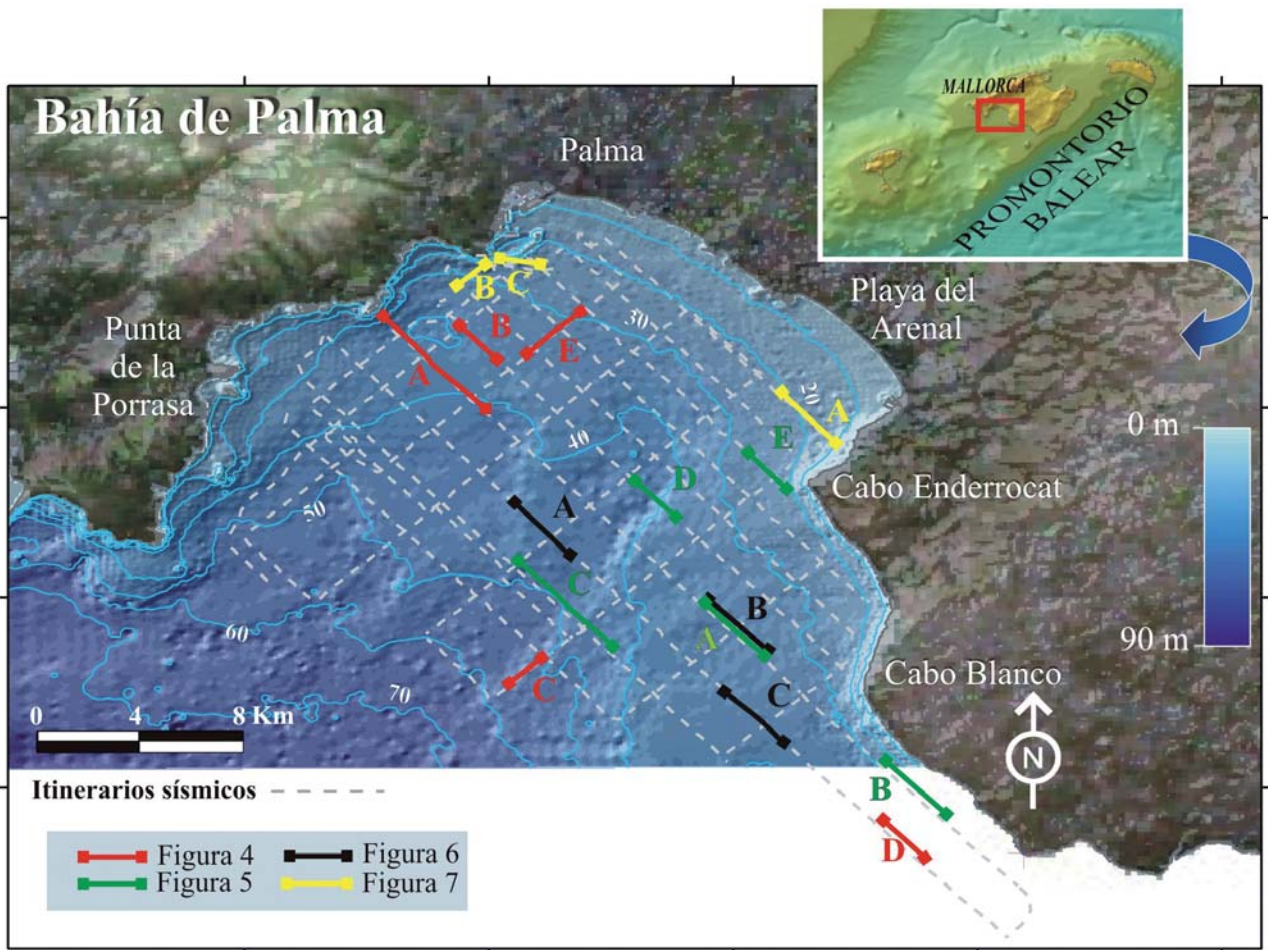 Bahía de Palma
MALLORCA
PROMONTORIO
BALEAR
Palma
Punta
de la
Porrasa
Playa del
Arenal
Cabo Enderrocat
Cabo Blanco
B
C
B
E
A
30
20
A
E
40
D
50
A
C
B
A
C
60
70
C
B
D
0 m
90 m
N
0 4 8 Km
Itinerarios sísmicos
Figura 4
Figura 6
Figura 5
Figura 7